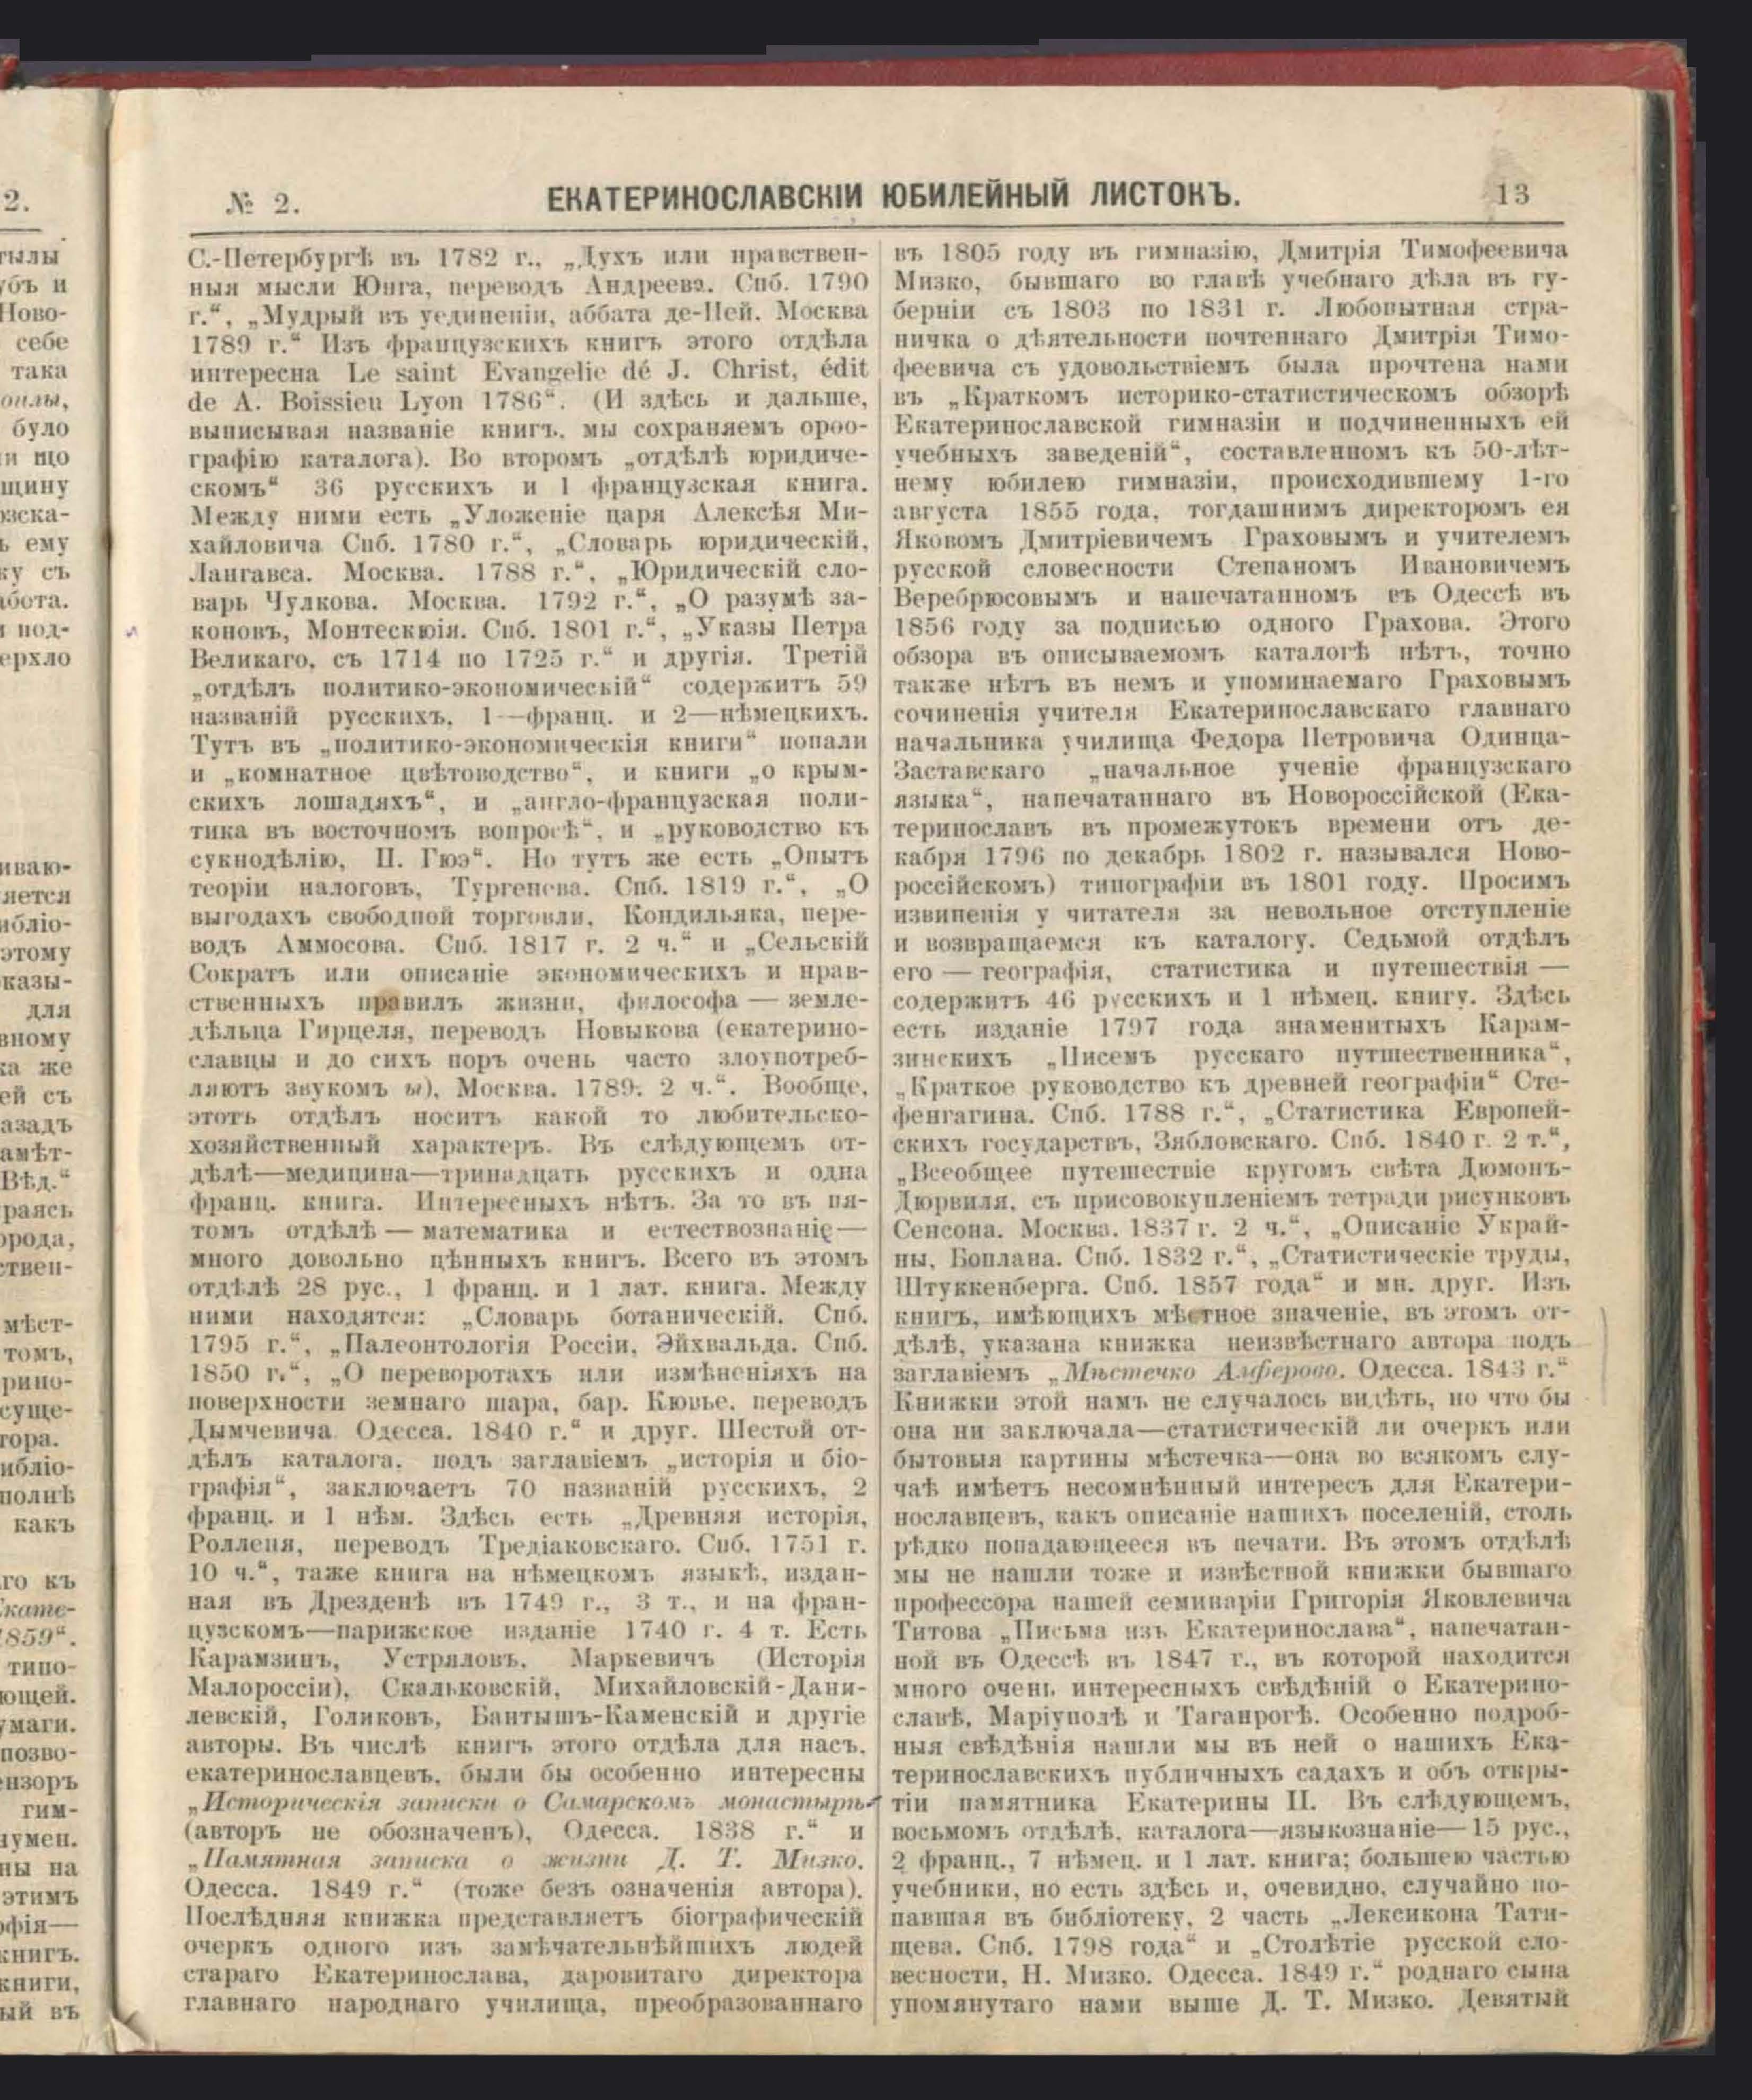 № 2.
ЕКАТЕРИНОСЛАВСКІИ ЮБИЛЕЙНЫЙ ЛИСТОКЪ.
13
С.-Петербургѣ въ 1782 г., „Духъ или нравствен-
ныя мысли Юнга, переводъ Андреева. Спб. 1790
г.“, „Мудрый въ уединеніи, аббата де-Пей. Москва
1789 г.“ Изъ французскихъ книгъ этого отдѣла
интересна Le saint Evangelie dé J. Christ, édit
de A. Boissieu Lyon 1786“. (И здѣсь и дальше,
выписывая названіе книгъ, мы сохраняемъ ороо-
графію каталога). Во второмъ „отдѣлѣ юридиче-
скомъ“ 36 русскихъ и 1 французская книга.
Между ними есть „Уложеніе царя Алексѣя Ми-
хайловича Спб. 1780 г.“, „Словарь юридическій,
Лангавса. Москва. 1788 г.“, „Юридическій сло-
варь Чулкова. Москва. 1792 г.“, „О разумѣ за-
коновъ, Монтескюія. Спб. 1801 г.“, „Указы Петра
Великаго, съ 1714 по 1725 г.“ и другія. Третій
„отдѣлъ политико-экономическій“ содержитъ 59
названій русскихъ, 1—франц. и 2—нѣмецкихъ.
Тутъ въ „политико-экономическія книги“ попали
и „комнатное цвѣтоводство“, и книги „о крым-
скихъ лошадяхъ“, и „англо-французская поли-
тика въ восточномъ вопросѣ“, и „руководство къ
сукнодѣлію, П. Гюэ“. Но тутъ же есть „Опытъ
теоріи налоговъ, Тургенева. Спб. 1819 г.“, „О
выгодахъ свободной торговли, Кондильяка, пере-
водъ Аммосова. Спб. 1817 г. 2 ч.“ и „Сельскій
Сократъ или описаніе экономическихъ и нрав-
ственныхъ правилъ жизни, философа — земле-
дѣльца Гирцеля, переводъ Новыкова (екатерино-
славцы и до сихъ поръ очень часто злоупотреб-
ляютъ звукомъ ы), Москва. 1789. 2 ч.“. Вообще,
этотъ отдѣлъ носитъ какой то любительско-
хозяйственный характеръ. Въ слѣдующемъ от-
дѣлѣ—медицина—тринадцать русскихъ и одна
франц. книга. Интересныхъ нѣтъ. За то въ пя-
томъ отдѣлѣ — математика и естествознаніе—
много довольно цѣнныхъ книгъ. Всего въ этомъ
отдѣлѣ 28 рус., 1 франц. и 1 лат. книга. Между
ними находятся: „Словарь ботаническій. Спб.
1795 г.“, „Палеонтологія Россіи, Эйхвальда. Спб.
1850 г.“, „О переворотахъ или измѣненіяхъ на
поверхности земнаго шара, бар. Кювье, переводъ
Дымчевича. Одесса. 1840 г.“ и друг. Шестой от-
дѣлъ каталога, подъ заглавіемъ „исторія и біо-
графія“, заключаетъ 70 названій русскихъ, 2
франц. и 1 нѣм. Здѣсь есть „Древняя исторія,
Ролленя, переводъ Тредіаковскаго. Спб. 1751 г.
10 ч.“, таже книга на нѣмецкомъ языкѣ, издан-
ная въ Дрезденѣ въ 1749 г., 3 т., и на фран-
цузскомъ—парижское изданіе 1740 г. 4 т. Есть
Карамзинъ, Устряловъ, Маркевичъ (Исторія
Малороссіи), Скальковскій, Михайловскій-Дани-
левскій, Голиковъ, Бантышъ-Каменскій и другіе
авторы. Въ числѣ книгъ этого отдѣла для насъ,
екатеринославцевъ, были бы особенно интересны
„Историческія записки о Самарскомъ монастырѣ“
(авторъ не обозначенъ), Одесса. 1838 г.“ и
„Памятная записка о жизни Д. Т. Мизко.
Одесса. 1849 г.“ (тоже безъ означенія автора).
Послѣдняя книжка представляетъ біографическій
очеркъ одного изъ замѣчательнѣйшихъ людей
стараго Екатеринослава, даровитаго директора
главнаго народнаго училища, преобразованнаго
въ 1805 году въ гимназію, Дмитрія Тимофеевича
Мизко, бывшаго во главѣ учебнаго дѣла въ гу-
берніи съ 1803 по 1831 г. Любопытная стра-
ничка о дѣятельности почтеннаго Дмитрія Тимо-
феевича съ удовольствіемъ была прочтена нами
въ „Краткомъ историко-статистическомъ обзорѣ
Екатеринославской гимназіи и подчиненныхъ ей
учебныхъ заведеній“, составленномъ къ 50-лѣт-
нему юбилею гимназіи, происходившему 1-го
августа 1855 года, тогдашнимъ директоромъ ея
Яковомъ Дмитріевичемъ Граховымъ и учителемъ
русской словесности Степаномъ Ивановичемъ
Веребрюсовымъ и напечатанномъ въ Одессѣ въ
1856 году за подписью одного Грахова. Этого
обзора въ описываемомъ каталогѣ нѣтъ, точно
также нѣтъ въ немъ и упоминаемаго Граховымъ
сочиненія учителя Екатеринославскаго главнаго
начальника училища Федора Петровича Одинца-
Заставскаго „начальное ученіе французскаго
языка“, напечатаннаго въ Новороссійской (Ека-
теринославъ въ промежутокъ времени отъ де-
кабря 1796 по декабрь 1802 г. назывался Ново-
россійскомъ) типографіи въ 1801 году. Просимъ
извиненія у читателя за невольное отступленіе
и возвращаемся къ каталогу. Седьмой отдѣлъ
его — географія, статистика и путешествія —
содержитъ 46 русскихъ и 1 нѣмец. книгу. Здѣсь
есть изданіе 1797 года знаменитыхъ Карам-
зинскихъ „Писемъ русскаго путшественника“,
„Краткое руководство къ древней географіи“ Сте-
фенгагина. Спб. 1788 г.“, „Статистика Европей-
скихъ государствъ, Зябловскаго. Спб. 1840 г. 2 т.“,
„Всеобщее путешествіе кругомъ свѣта Дюмонъ-
Дюрвиля, съ присовокупленіемъ тетради рисунковъ
Сенсона. Москва. 1837 г. 2 ч.“, „Описаніе Украй-
ны, Боплана. Спб. 1832 г.“, „Статистическіе труды,
Штуккенберга. Спб. 1857 года“ и мн. друг. Изъ
книгъ, имѣющихъ мѣстное значеніе, въ этомъ от-
дѣлѣ, указана книжка неизвѣстнаго автора подъ
заглавіемъ „Мѣстечко Алферово. Одесса. 1843 г.“
Книжки этой намъ не случалось видѣть, но что бы
она ни заключала—статистическій ли очеркъ или
бытовыя картины мѣстечка—она во всякомъ слу-
чаѣ имѣетъ несомнѣнный интересъ для Екатери-
нославцевъ, какъ описаніе нашихъ поселеній, столь
рѣдко попадающееся въ печати. Въ этомъ отдѣлѣ
мы не нашли тоже и извѣстной книжки бывшаго
профессора нашей семинаріи Григорія Яковлевича
Титова „Письма изъ Екатеринослава“, напечатан-
ной въ Одессѣ въ 1847 г., въ которой находится
много очень интересныхъ свѣдѣній о Екатерино-
славѣ, Маріуполѣ и Таганрогѣ. Особенно подроб-
ныя свѣдѣнія нашли мы въ ней о нашихъ Ека-
теринославскихъ публичныхъ садахъ и объ откры-
тіи памятника Екатерины II. Въ слѣдующемъ,
восьмомъ отдѣлѣ, каталога—языкознаніе—15 рус.,
2 франц., 7 нѣмец. и 1 лат. книга; большею частью
учебники, но есть здѣсь и, очевидно, случайно по-
павшая въ библіотеку, 2 часть „Лексикона Тати-
щева. Спб. 1798 года“ и „Столѣтіе русской сло-
весности, Н. Мизко. Одесса. 1849 г.“ роднаго сына
упомянутаго нами выше Д. Т. Мизко. Девятый